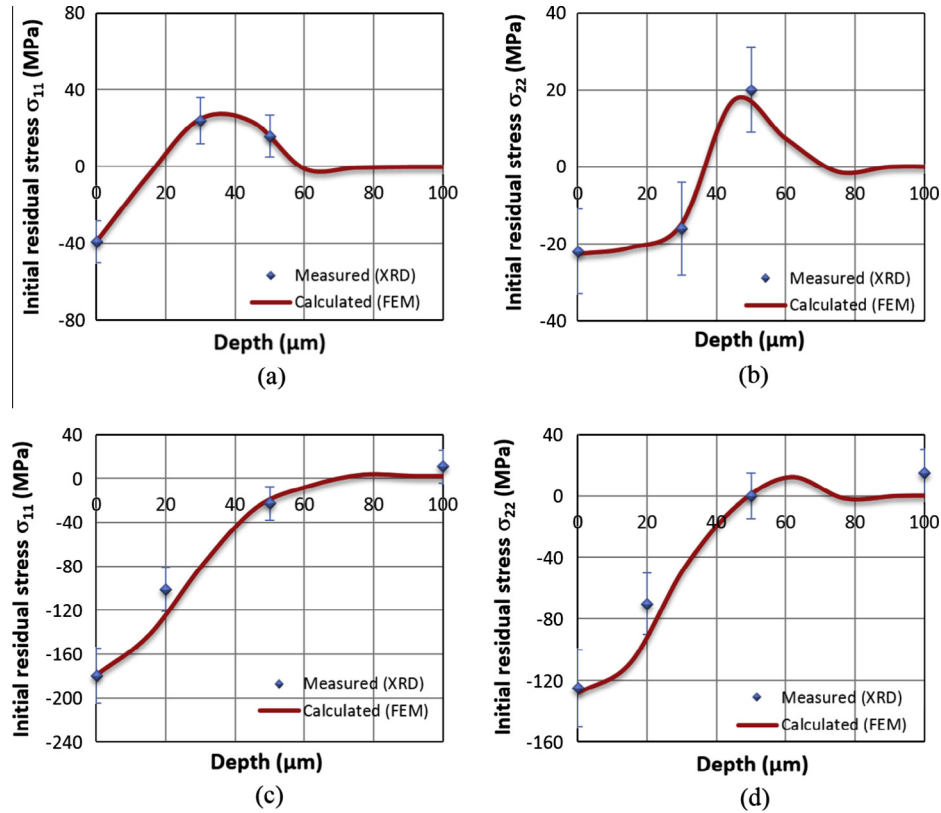 Initial residual stress σ11 (MPa)
80
40
0
-40
-80
0 20 40 60 80 100
Measured (XRD)
Calculated (FEM)
Depth (μm)
(a)
Initial residual stress σ22 (MPa)
40
20
0
-20
-40
0 20 40 60 80 100
Measured (XRD)
Calculated (FEM)
Depth (μm)
(b)
Initial residual stress σ11 (MPa)
40
0
-40
-80
-120
-160
-200
-240
0 20 40 60 80 100
Measured (XRD)
Calculated (FEM)
Depth (μm)
(c)
Initial residual stress σ22 (MPa)
40
0
-40
-80
-120
-160
0 20 40 60 80 100
Measured (XRD)
Calculated (FEM)
Depth (μm)
(d)